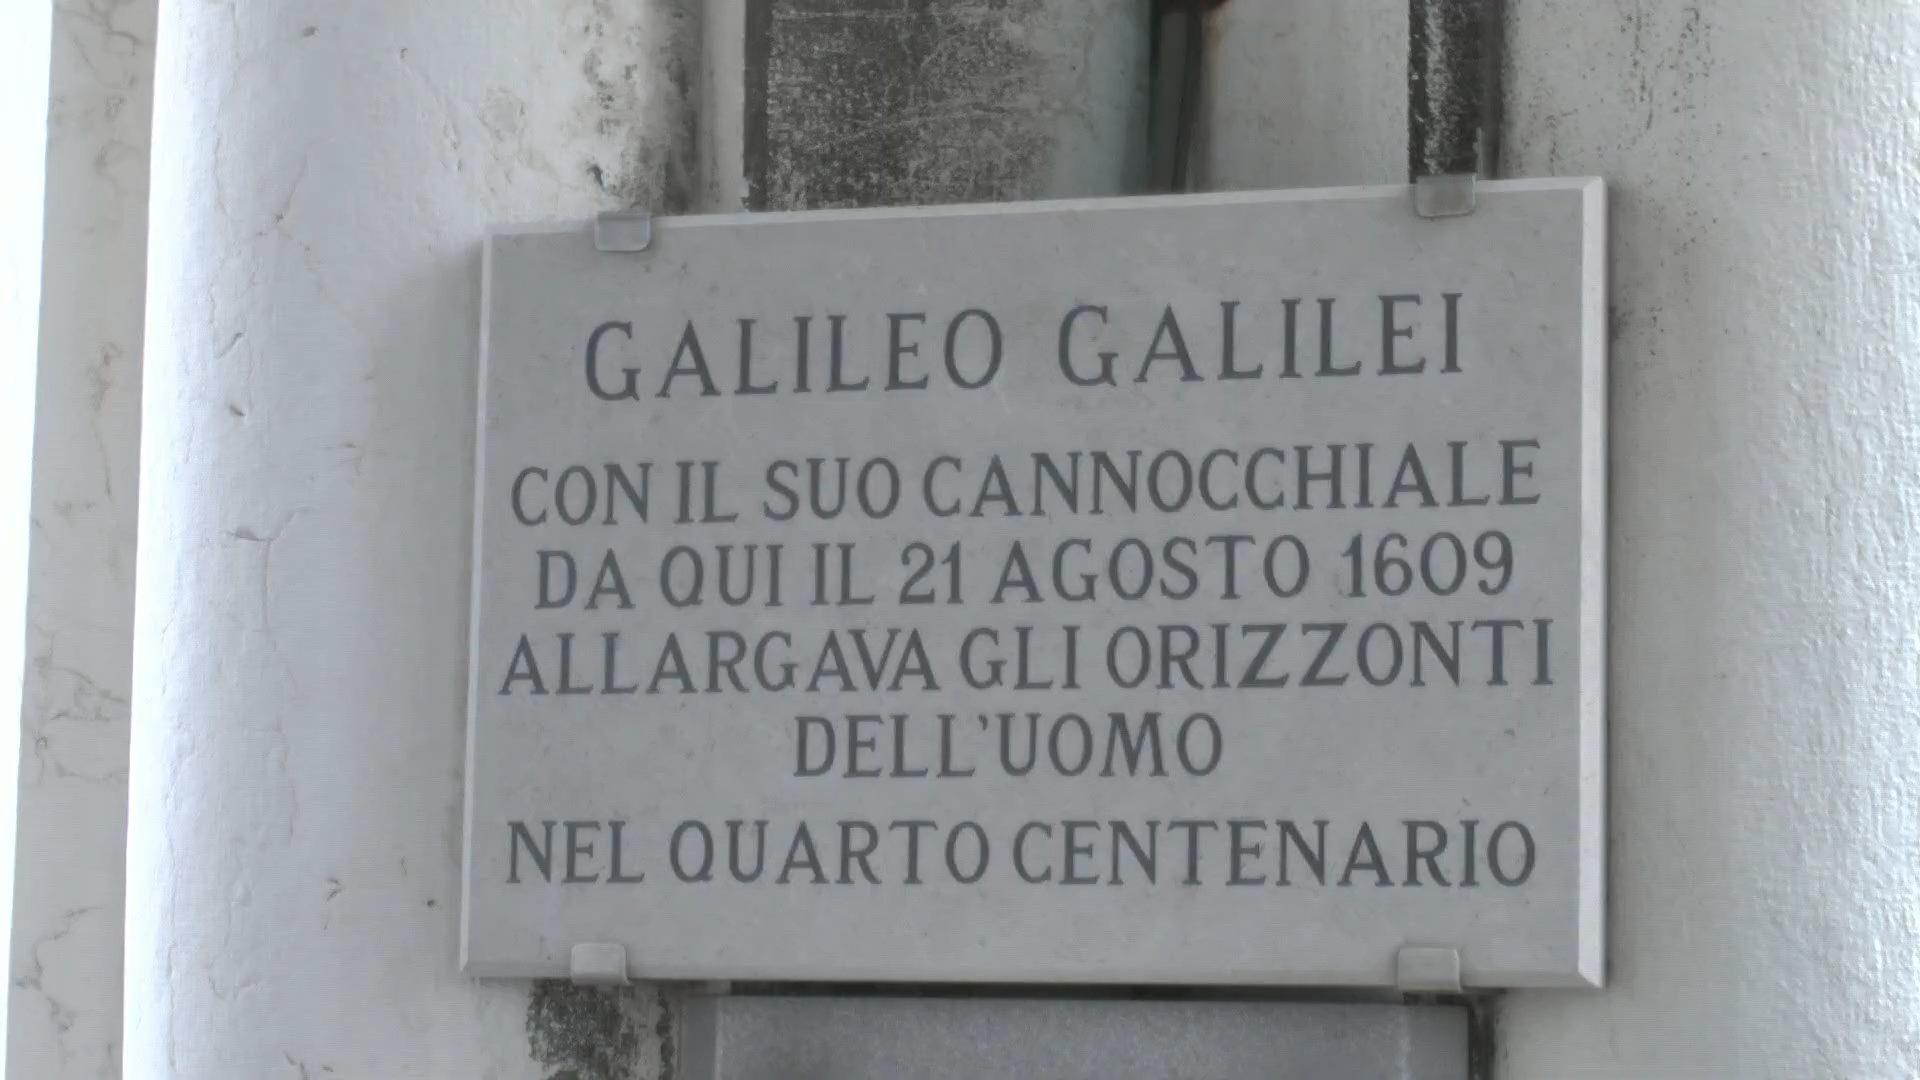 GALILEO GALILEI
CON IL SUO CANNOCCHIALE
DA QUI IL 21 AGOSTO 1609
ALLARGAVA GLI ORIZZONTI
DELL'UOMO
NEL QUARTO CENTENARIO